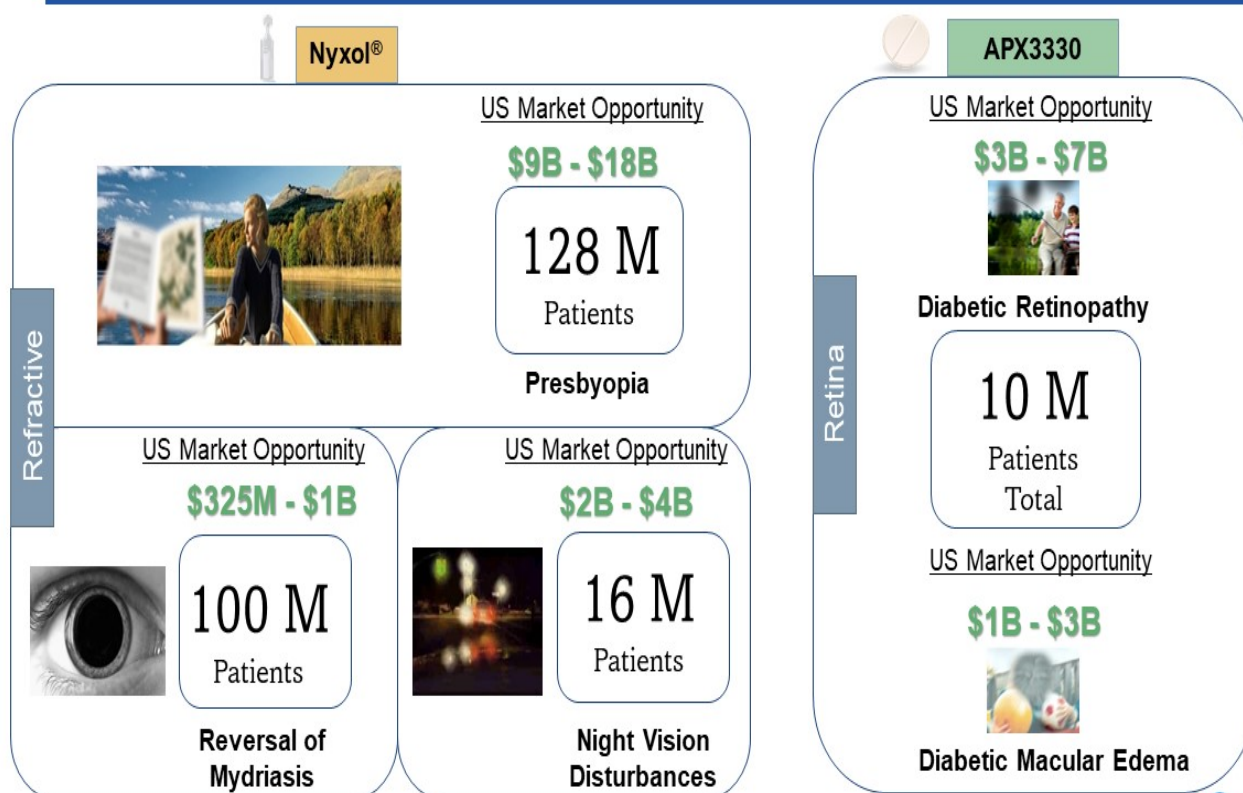 Nyxol®
US Market Opportunity
$9B - $18B
128 M
Patients
Presbyopia
Refractive
US Market Opportunity
$325M - $1B
100 M
Patients
Reversal of
Mydriasis
US Market Opportunity
$2B - $4B
16 M
Patients
Night Vision
Disturbances
APX3330
US Market Opportunity
$3B - $7B
Diabetic Retinopathy
Retina
10 M
Patients
Total
US Market Opportunity
$1B - $3B
Diabetic Macular Edema